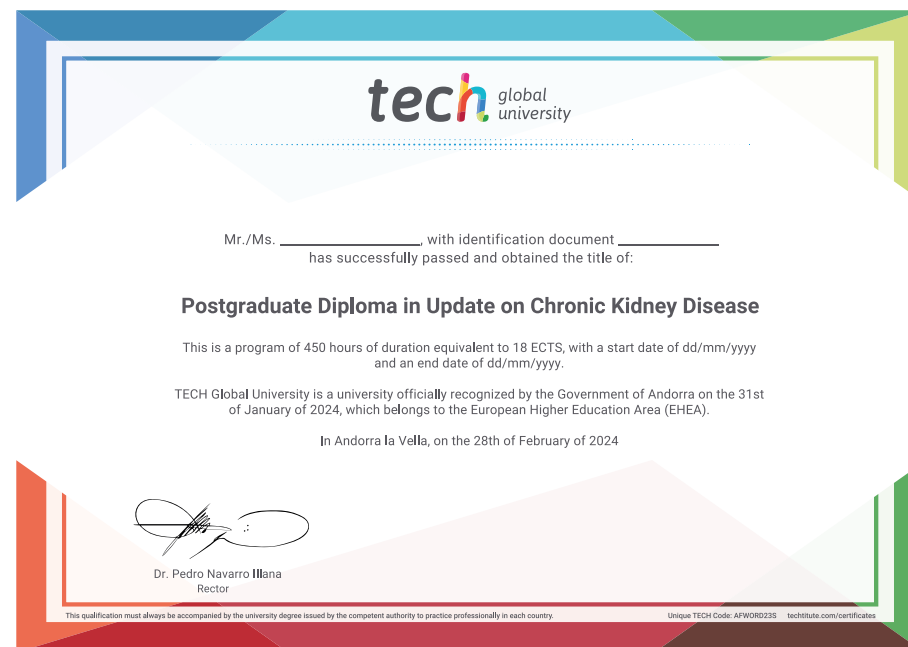 tech global university
Mr./Ms. ____________________, with identification document ______________
has successfully passed and obtained the title of:
Postgraduate Diploma in Update on Chronic Kidney Disease
This is a program of 450 hours of duration equivalent to 18 ECTS, with a start date of dd/mm/yyyy
and an end date of dd/mm/yyyy.
TECH Global University is a university officially recognized by the Government of Andorra on the 31st
of January of 2024, which belongs to the European Higher Education Area (EHEA).
In Andorra la Vella, on the 28th of February of 2024
Dr. Pedro Navarro Illana
Rector
This qualification must always be accompanied by the university degree issued by the competent authority to practice professionally in each country.
Unique TECH Code: AFWORD23S techtitute.com/certificates